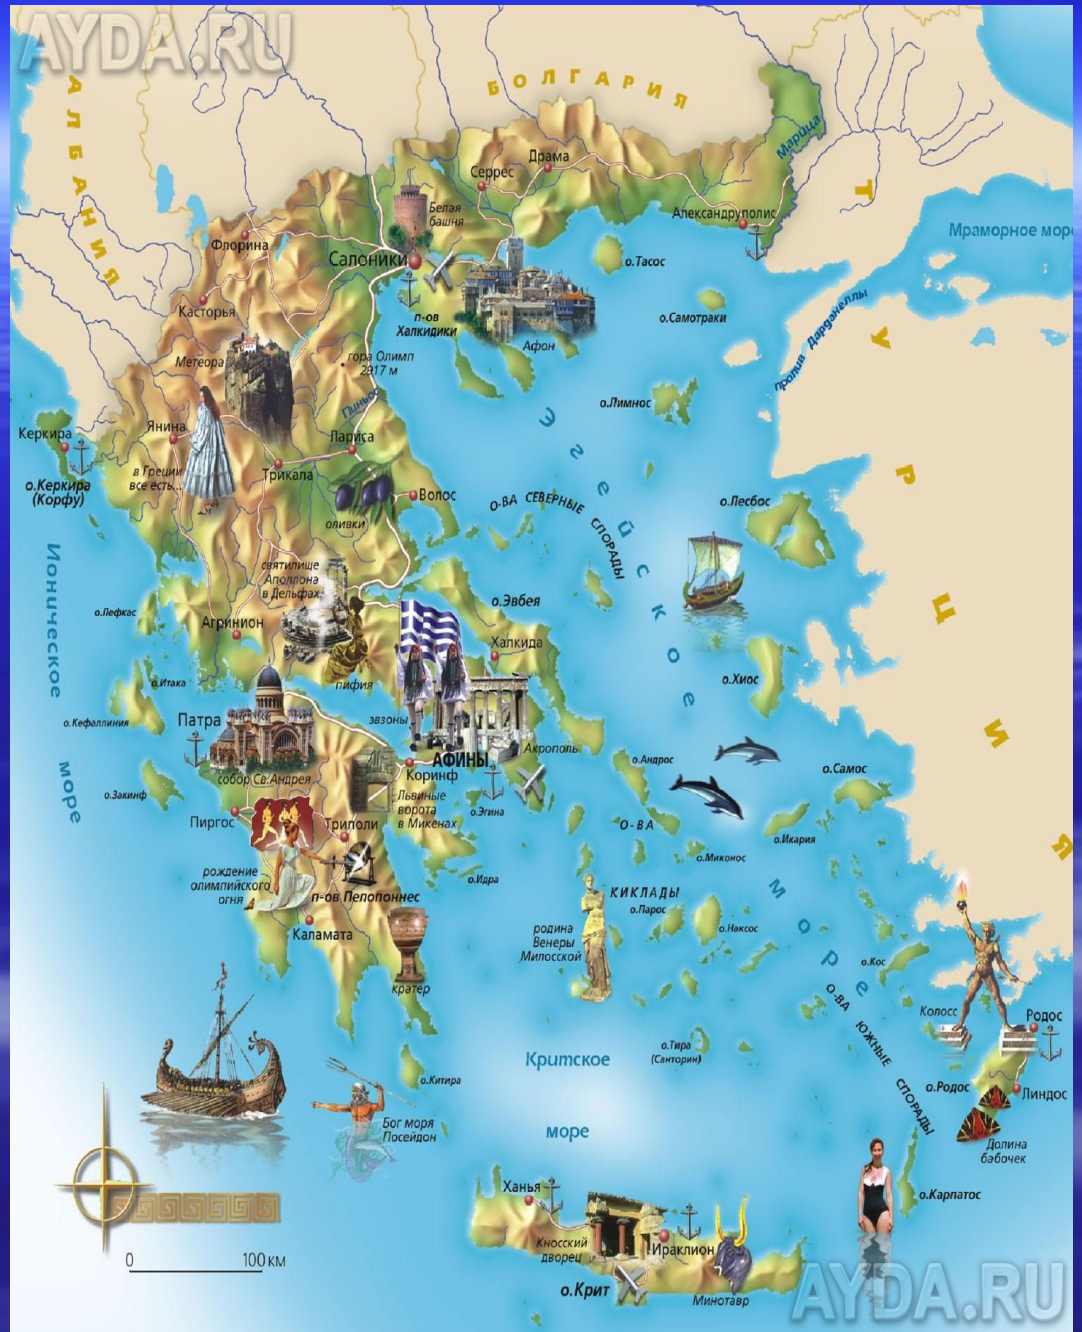 AYDA.RU
БОЛГАРИЯ
АЛБАНИЯ
Марица
Драма
Серрес
Белая
башня
Александруполис
Т У Р Ц И Я
Мраморное море
Флорина
Салоники
о.Тасос
Касторья
п-ов
Халкидики
о.Самотраки
пролив Дарданеллы
Афон
Метеора
гора Олимп
2917 м
Пиньос
о.Лимнос
Эгейское море
Керкира
Янина
Лариса
о.Керкира
(Корфу)
в Греции
все есть...
Трикала
Волос
оливки
О-ВА СЕВЕРНЫЕ СПОРАДЫ
о.Лесбос
Ионическое море
святилище
Аполлона
в Дельфах
о.Лефкас
Агринион
о.Эвбея
Халкида
пифия
о.Итака
о.Хиос
о.Кефаллиния
Патра
эвзоны
Акрополь
АФИНЫ
Коринф
о.Андрос
о.Самос
собор Св.Андрея
о.Закинф
Львиные
ворота
в Микенах
о.Эгина
Пиргос
Триполи
О-ВА
КИКЛАДЫ
о.Икария
о.Миконос
рождение
олимпийского
огня
о.Идра
п-ов Пелопоннес
о.Парос
о.Наксос
Каламата
родина
Венеры
Милосской
о.Кос
кратер
О-ВА ЮЖНЫЕ СПОРАДЫ
Колосс
Родос
о.Тира
(Санторин)
Критское
море
о.Китира
о.Родос
Линдос
Бог моря
Посейдон
Долина
бабочек
Ханья
о.Карпатос
Кносский
дворец
Ираклион
0 100 км
о.Крит
Минотавр
AYDA.RU